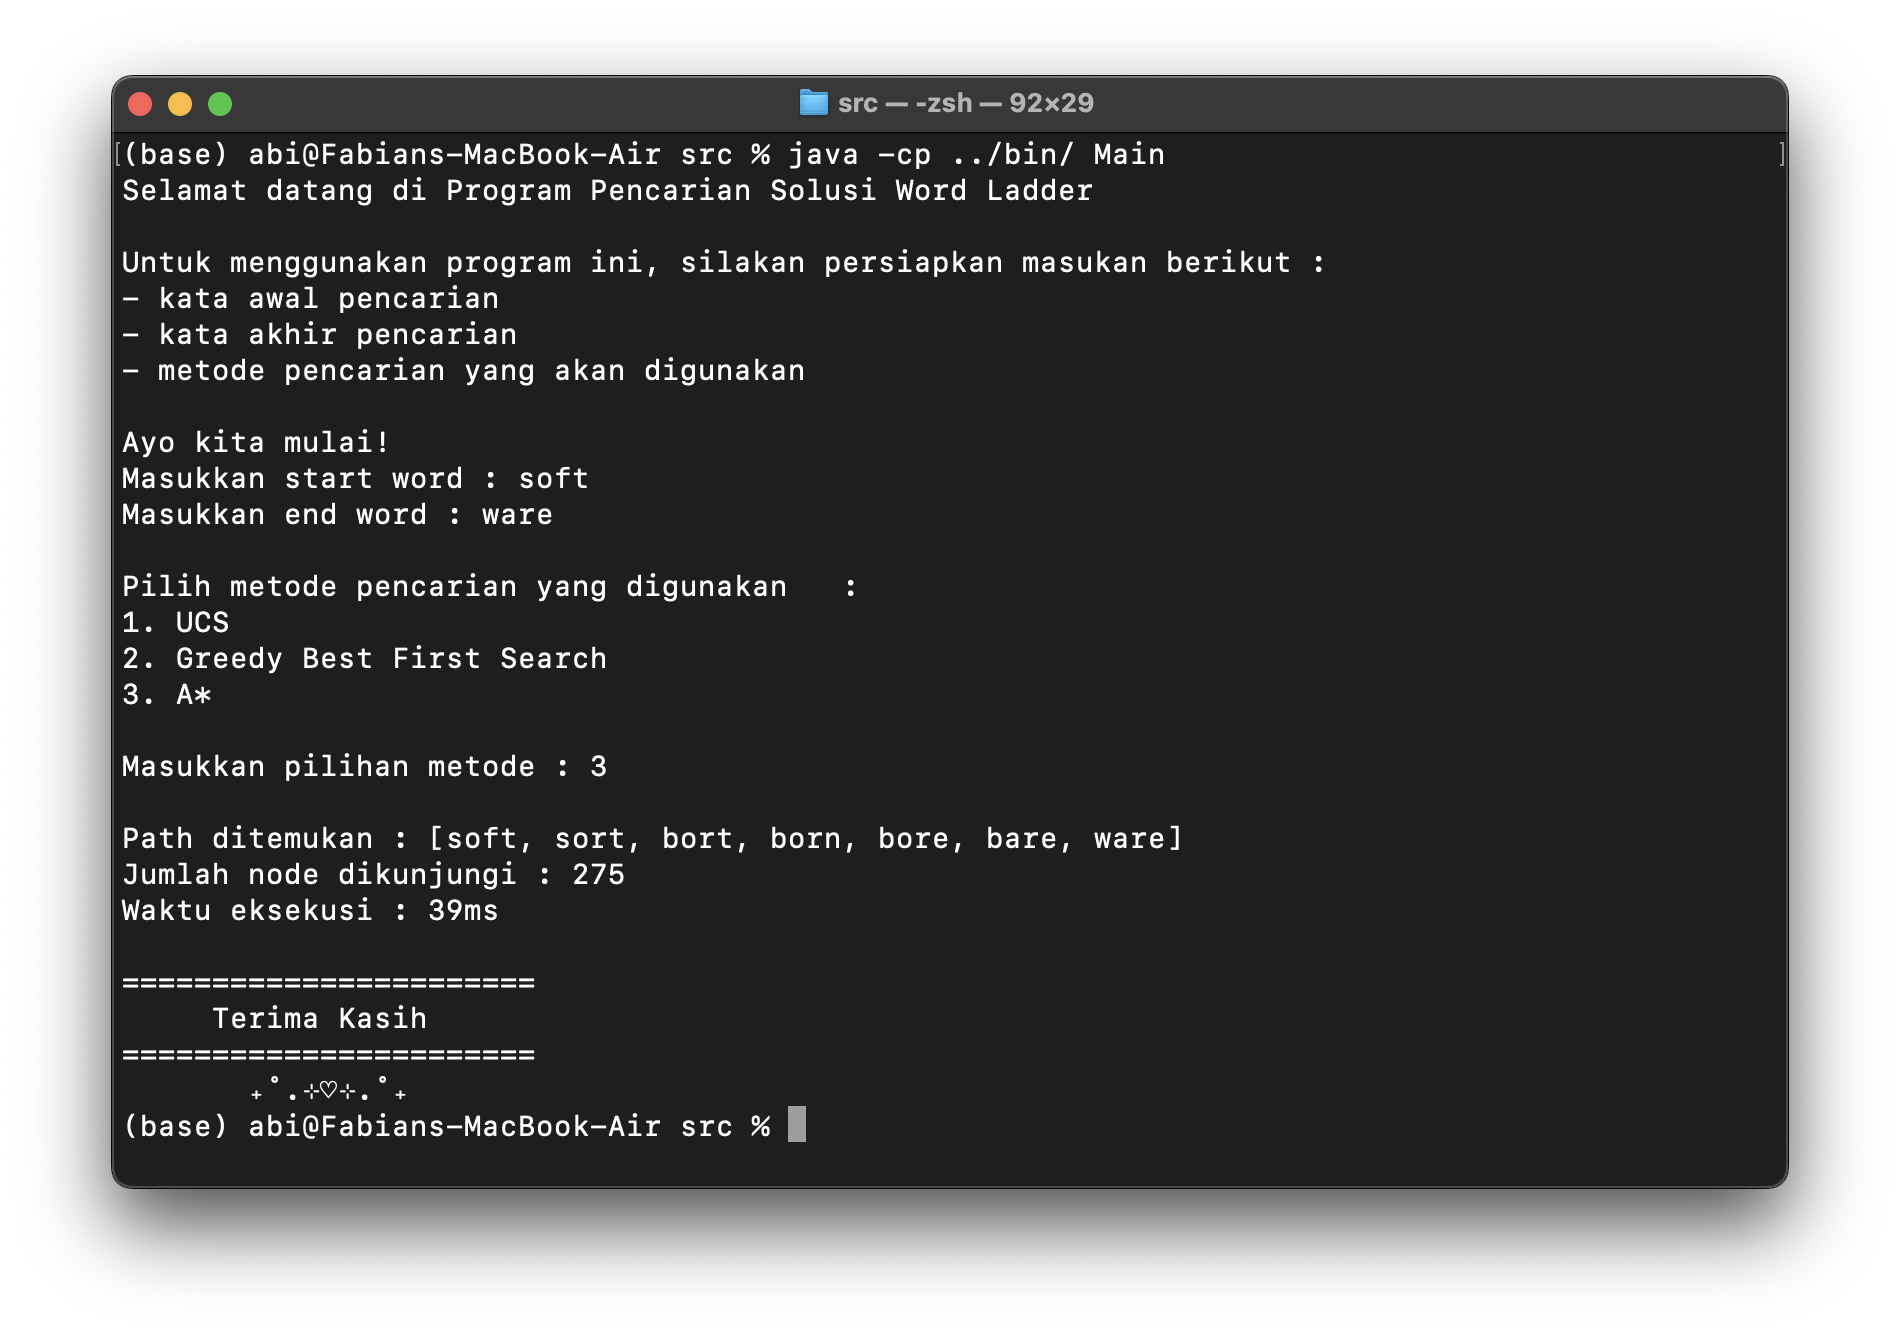 src — -zsh — 92×29
(base) abi@Fabians-MacBook-Air src % java -cp ../bin/ Main
Selamat datang di Program Pencarian Solusi Word Ladder
Untuk menggunakan program ini, silakan persiapkan masukan berikut :
- kata awal pencarian
- kata akhir pencarian
- metode pencarian yang akan digunakan
Ayo kita mulai!
Masukkan start word : soft
Masukkan end word : ware
Pilih metode pencarian yang digunakan   :
1. UCS
2. Greedy Best First Search
3. A*
Masukkan pilihan metode : 3
Path ditemukan : [soft, sort, bort, born, bore, bare, ware]
Jumlah node dikunjungi : 275
Waktu eksekusi : 39ms
=======================
Terima Kasih
=======================
₊˚.⊹♡⊹.˚₊
(base) abi@Fabians-MacBook-Air src %